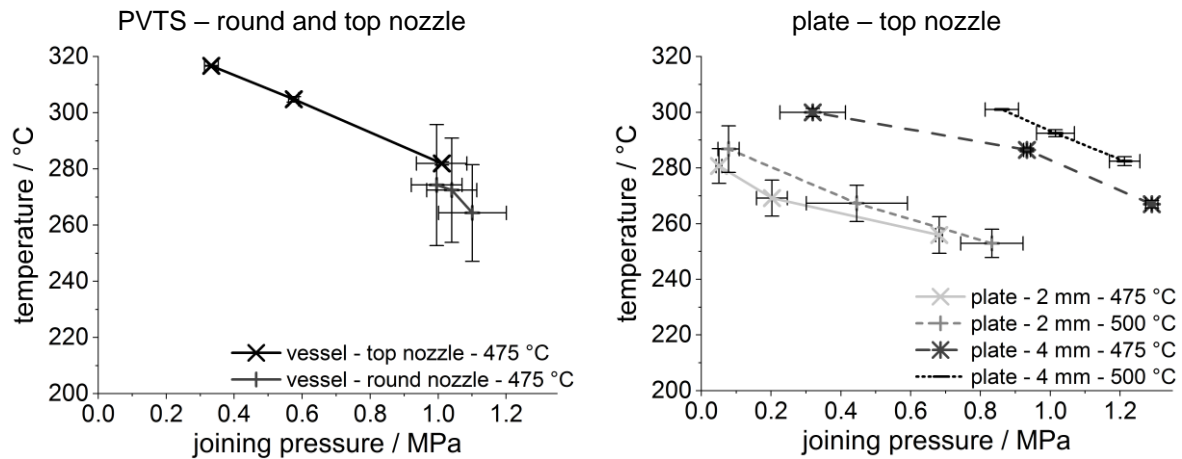 PVTS – round and top nozzle
temperature / °C
320
300
280
260
240
220
200
0.0 0.2 0.4 0.6 0.8 1.0 1.2
joining pressure / MPa
vessel - top nozzle - 475 °C
vessel - round nozzle - 475 °C
plate – top nozzle
temperature / °C
320
300
280
260
240
220
200
0.0 0.2 0.4 0.6 0.8 1.0 1.2
joining pressure / MPa
plate - 2 mm - 475 °C
plate - 2 mm - 500 °C
plate - 4 mm - 475 °C
plate - 4 mm - 500 °C